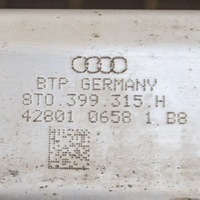 BTP GERMANY
8T0.399.315.H
42801 0658 1 B8